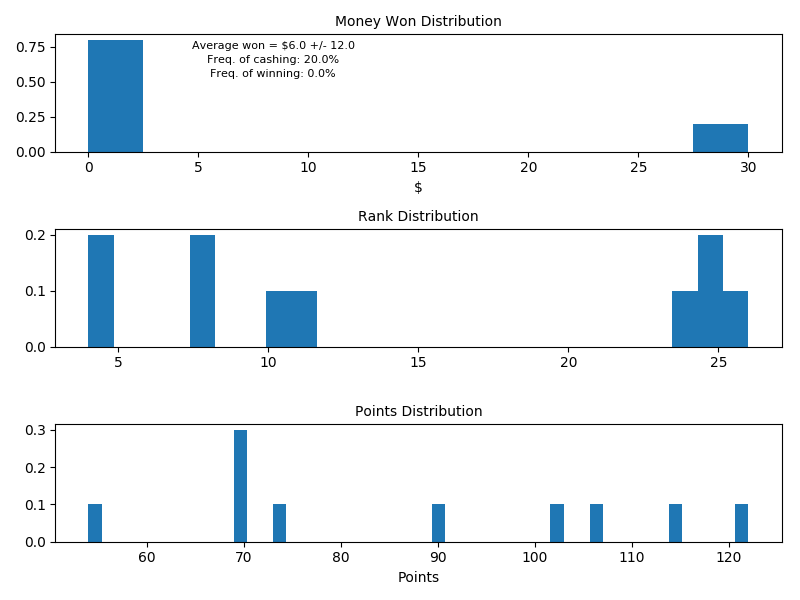 Money Won Distribution
Average won = $6.0 +/- 12.0
Freq. of cashing: 20.0%
Freq. of winning: 0.0%
0.75
0.50
0.25
0.00
0 5 10 15 20 25 30
$
Rank Distribution
0.2
0.1
0.0
5 10 15 20 25
Points Distribution
0.3
0.2
0.1
0.0
60 70 80 90 100 110 120
Points